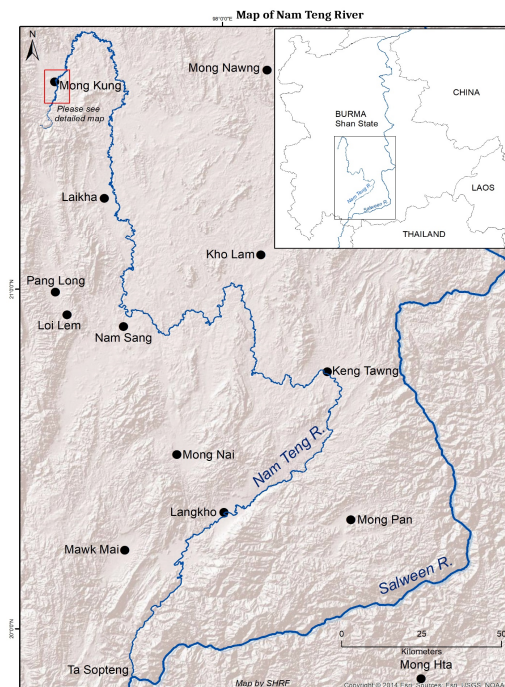 Map of Nam Teng River
98°0'0"E
N
Mong Nawng
Mong Kung
Please see
detailed map
CHINA
BURMA
Shan State
LAOS
Nam Teng R.
Salween R.
THAILAND
Laikha
Kho Lam
21°0'0"N
Pang Long
Loi Lem
Nam Sang
Keng Tawng
Nam Teng R.
Mong Nai
Langkho
Mong Pan
Mawk Mai
Salween R.
20°0'0"N
0 25 50
Kilometers
Ta Sopteng
Mong Hta
Map by SHRF
Copyright © 2014 Esri, Sources: Esri, USGS, NOAA